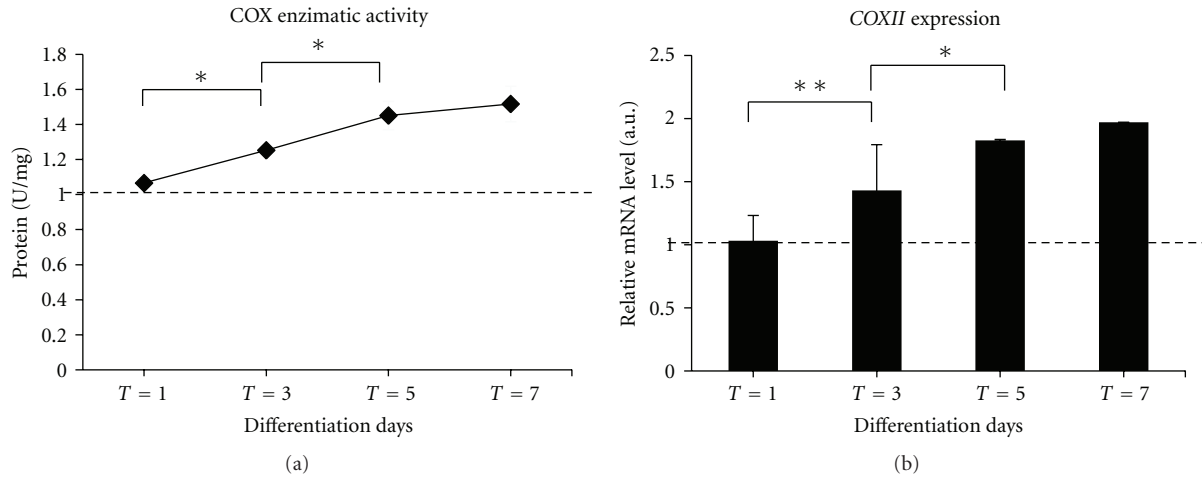 COX enzimatic activity
1.8
1.6
1.4
1.2
1
0.8
0.6
0.4
0.2
0
Protein (U/mg)
*
*
T = 1
T = 3
T = 5
T = 7
Differentiation days
(a)
COXII expression
2.5
2
1.5
1
0.5
0
Relative mRNA level (a.u.)
* *
*
T = 1
T = 3
T = 5
T = 7
Differentiation days
(b)